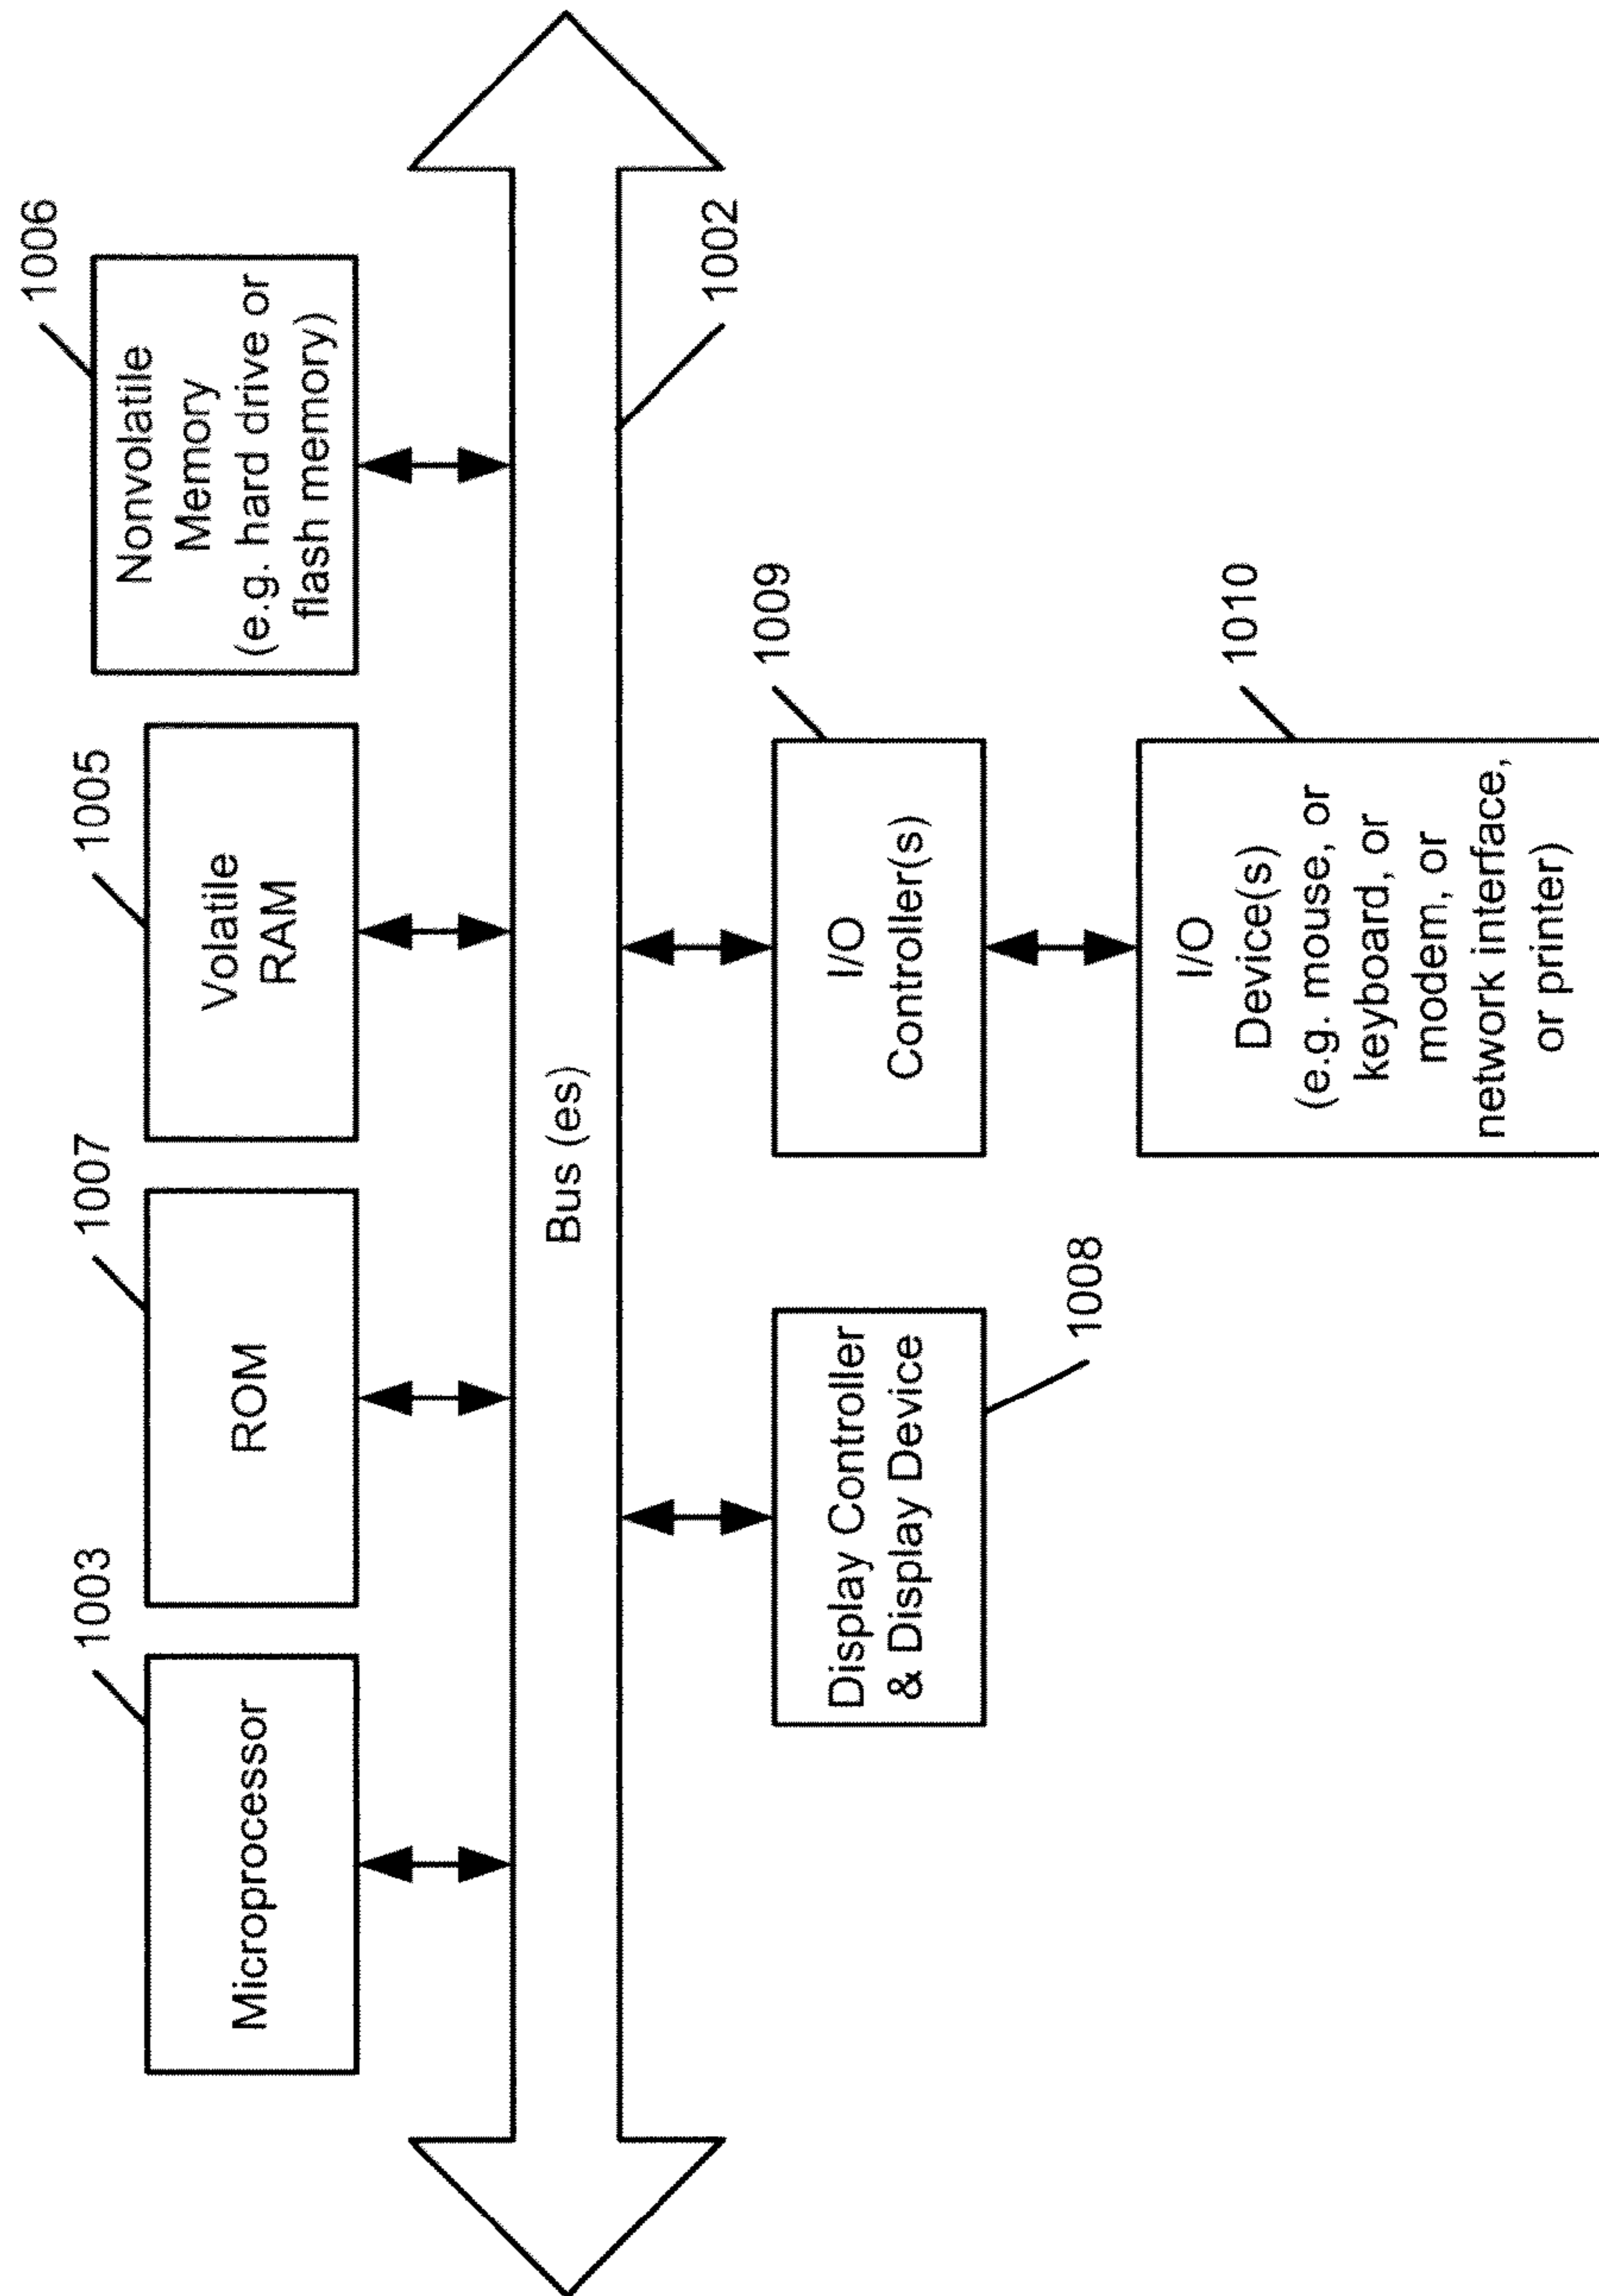 1003
Microprocessor
1007
ROM
1005
Volatile
RAM
1006
Nonvolatile
Memory
(e.g. hard drive or
flash memory)
Bus (es)
1002
Display Controller
& Display Device
1008
1009
I/O
Controller(s)
1010
I/O
Device(s)
(e.g. mouse, or
keyboard, or
modem, or
network interface,
or printer)